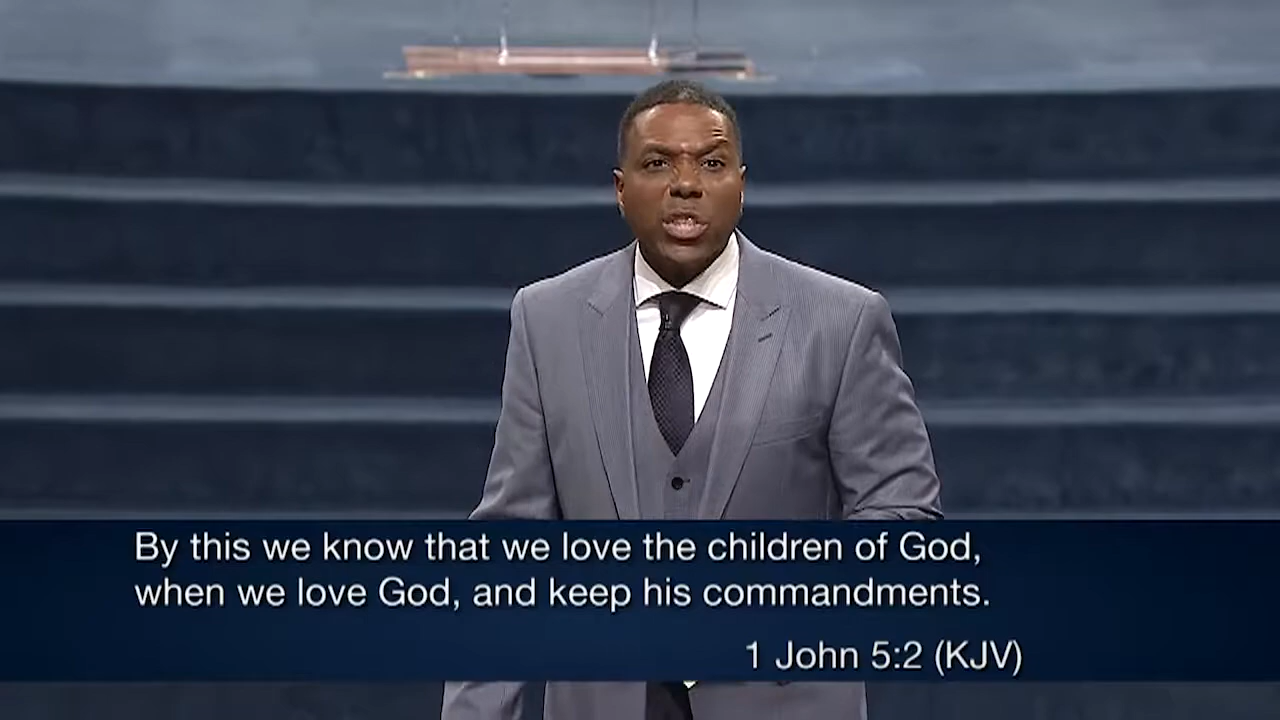 By this we know that we love the children of God,
when we love God, and keep his commandments.
1 John 5:2 (KJV)